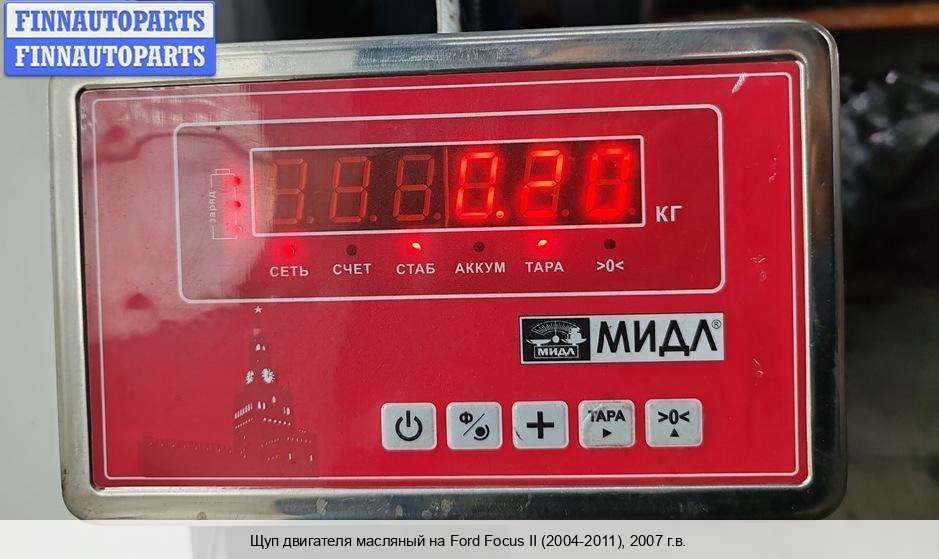 FINNAUTOPARTS
FINNAUTOPARTS
заряд
0.20
КГ
СЕТЬ СЧЕТ СТАБ АККУМ ТАРА >0<
МИДЛ МИДЛ®
Ф/ + ТАРА >0<
Щуп двигателя масляный на Ford Focus II (2004-2011), 2007 г.в.